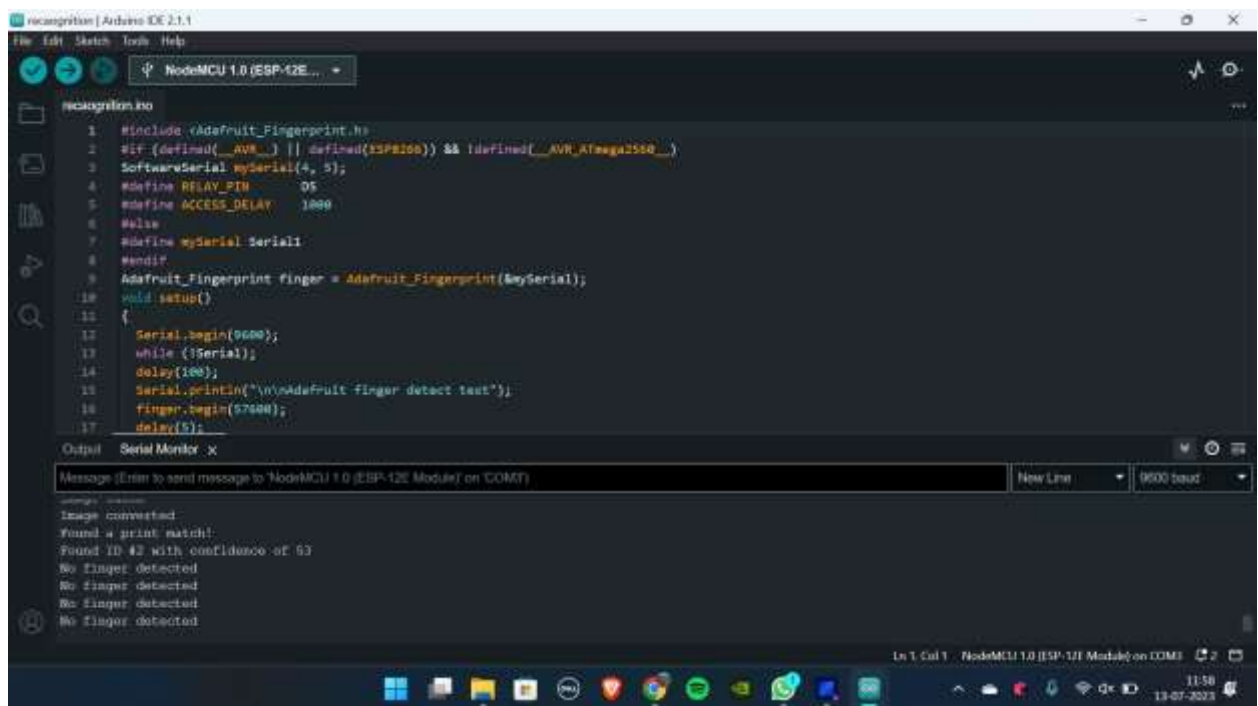 recaognition | Arduino IDE 2.1.1
File Edit Sketch Tools Help
NodeMCU 1.0 (ESP-12E...
recaognition.ino
1 #include <Adafruit_Fingerprint.h>
2 #if (defined(__AVR__) || defined(ESP8266)) && !defined(__AVR_ATmega2560__)
3 SoftwareSerial mySerial(4, 5);
4 #define RELAY_PIN D5
5 #define ACCESS_DELAY 1000
6 #else
7 #define mySerial Serial1
8 #endif
9 Adafruit_Fingerprint finger = Adafruit_Fingerprint(&mySerial);
10 void setup()
11 {
12 Serial.begin(9600);
13 while (!Serial);
14 delay(100);
15 Serial.println("\n\nAdafruit finger detect test");
16 finger.begin(57600);
17 delay(5);
Output Serial Monitor x
Message (Enter to send message to 'NodeMCU 1.0 (ESP-12E Module)' on 'COM3')
New Line 9600 baud
Image converted
Found a print match!
Found ID #2 with confidence of 53
No finger detected
No finger detected
No finger detected
No finger detected
Ln 1, Col 1 NodeMCU 1.0 (ESP-12E Module) on COM3 2
11:58
13-07-2023